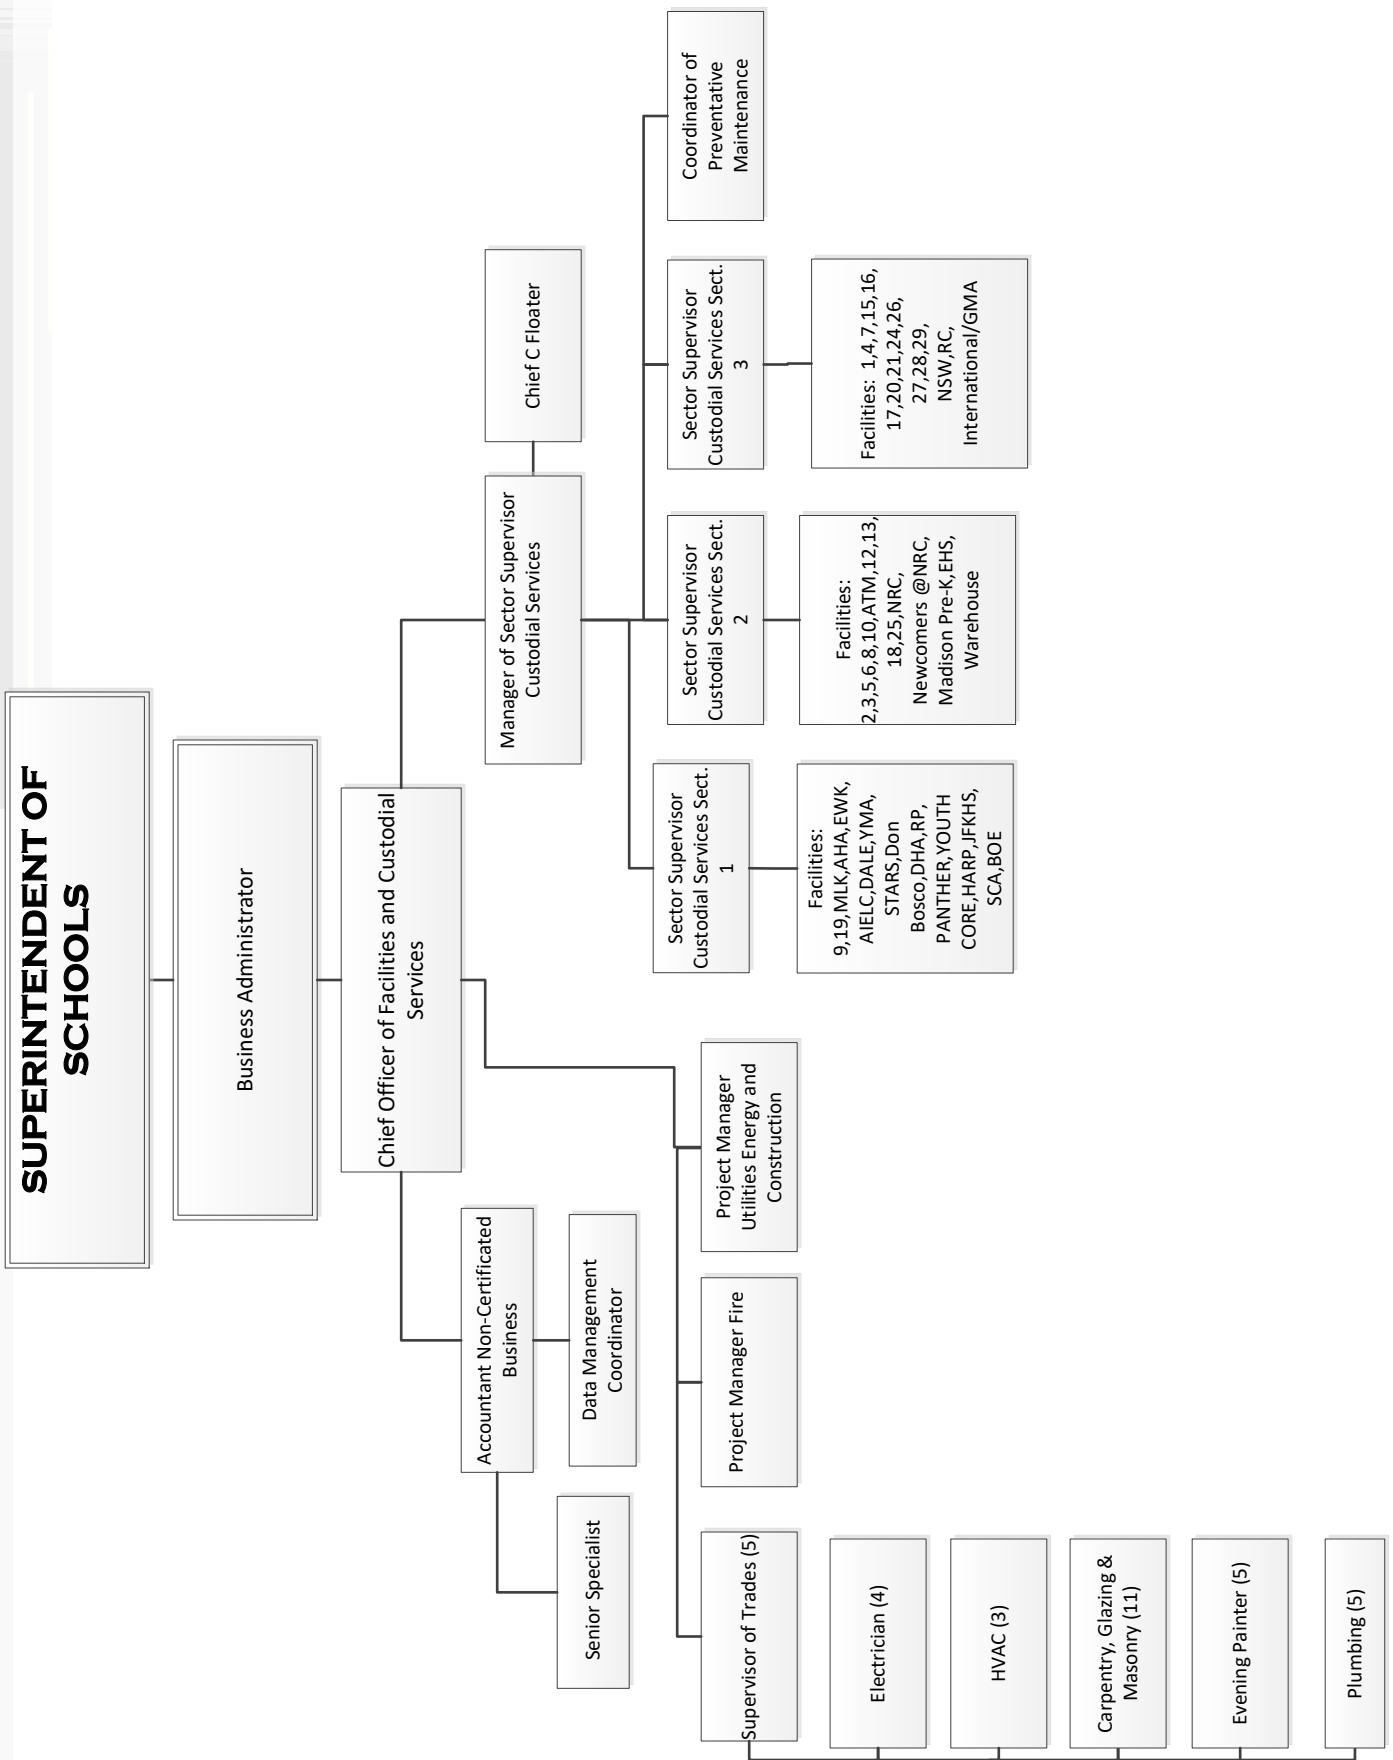 SUPERINTENDENT OF
SCHOOLS
Business Administrator
Chief Officer of Facilities and Custodial
Services
Accountant Non-Certificated
Business
Senior Specialist
Data Management
Coordinator
Manager of Sector Supervisor
Custodial Services
Chief C Floater
Supervisor of Trades (5)
Project Manager Fire
Project Manager
Utilities Energy and
Construction
Sector Supervisor
Custodial Services Sect.
1
Sector Supervisor
Custodial Services Sect.
2
Sector Supervisor
Custodial Services Sect.
3
Coordinator of
Preventative
Maintenance
Facilities:
9,19,MLK,AHA,EWK,
AIELC,DALE,YMA,
STARS,Don
Bosco,DHA,RP,
PANTHER,YOUTH
CORE,HARP,JFKHS,
SCA,BOE
Facilities:
2,3,5,6,8,10,ATM,12,13,
18,25,NRC,
Newcomers @NRC,
Madison Pre-K,EHS,
Warehouse
Facilities: 1,4,7,15,16,
17,20,21,24,26,
27,28,29,
NSW,RC,
International/GMA
Electrician (4)
HVAC (3)
Carpentry, Glazing &
Masonry (11)
Evening Painter (5)
Plumbing (5)